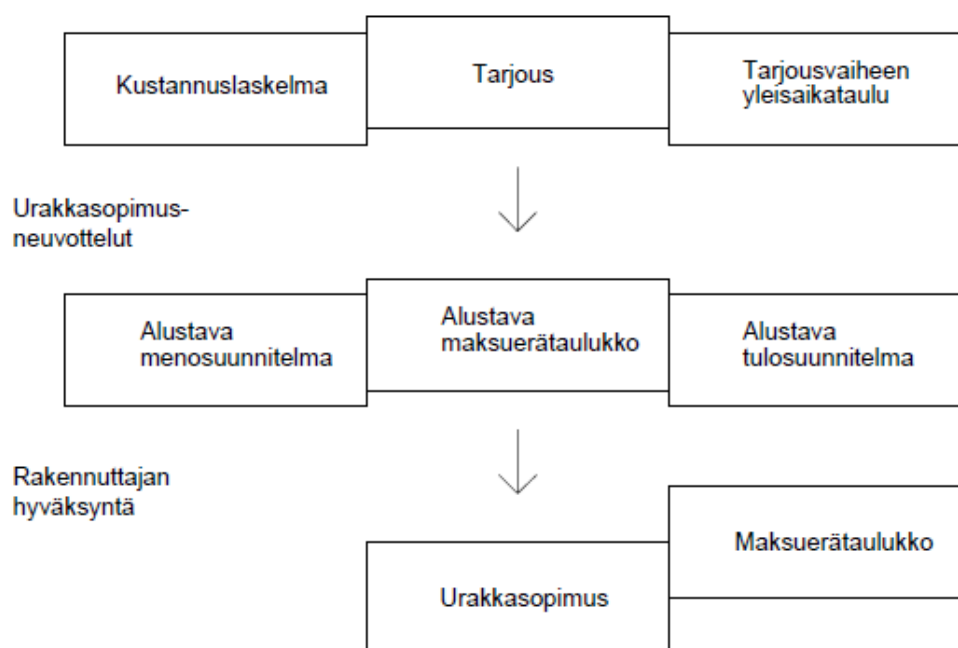 Kustannuslaskelma
Tarjous
Tarjousvaiheen
yleisaikataulu
Urakkasopimus-
neuvottelut
Alustava
menosuunnitelma
Alustava
maksuerätaulukko
Alustava
tulosuunnitelma
Rakennuttajan
hyväksyntä
Maksuerätaulukko
Urakkasopimus